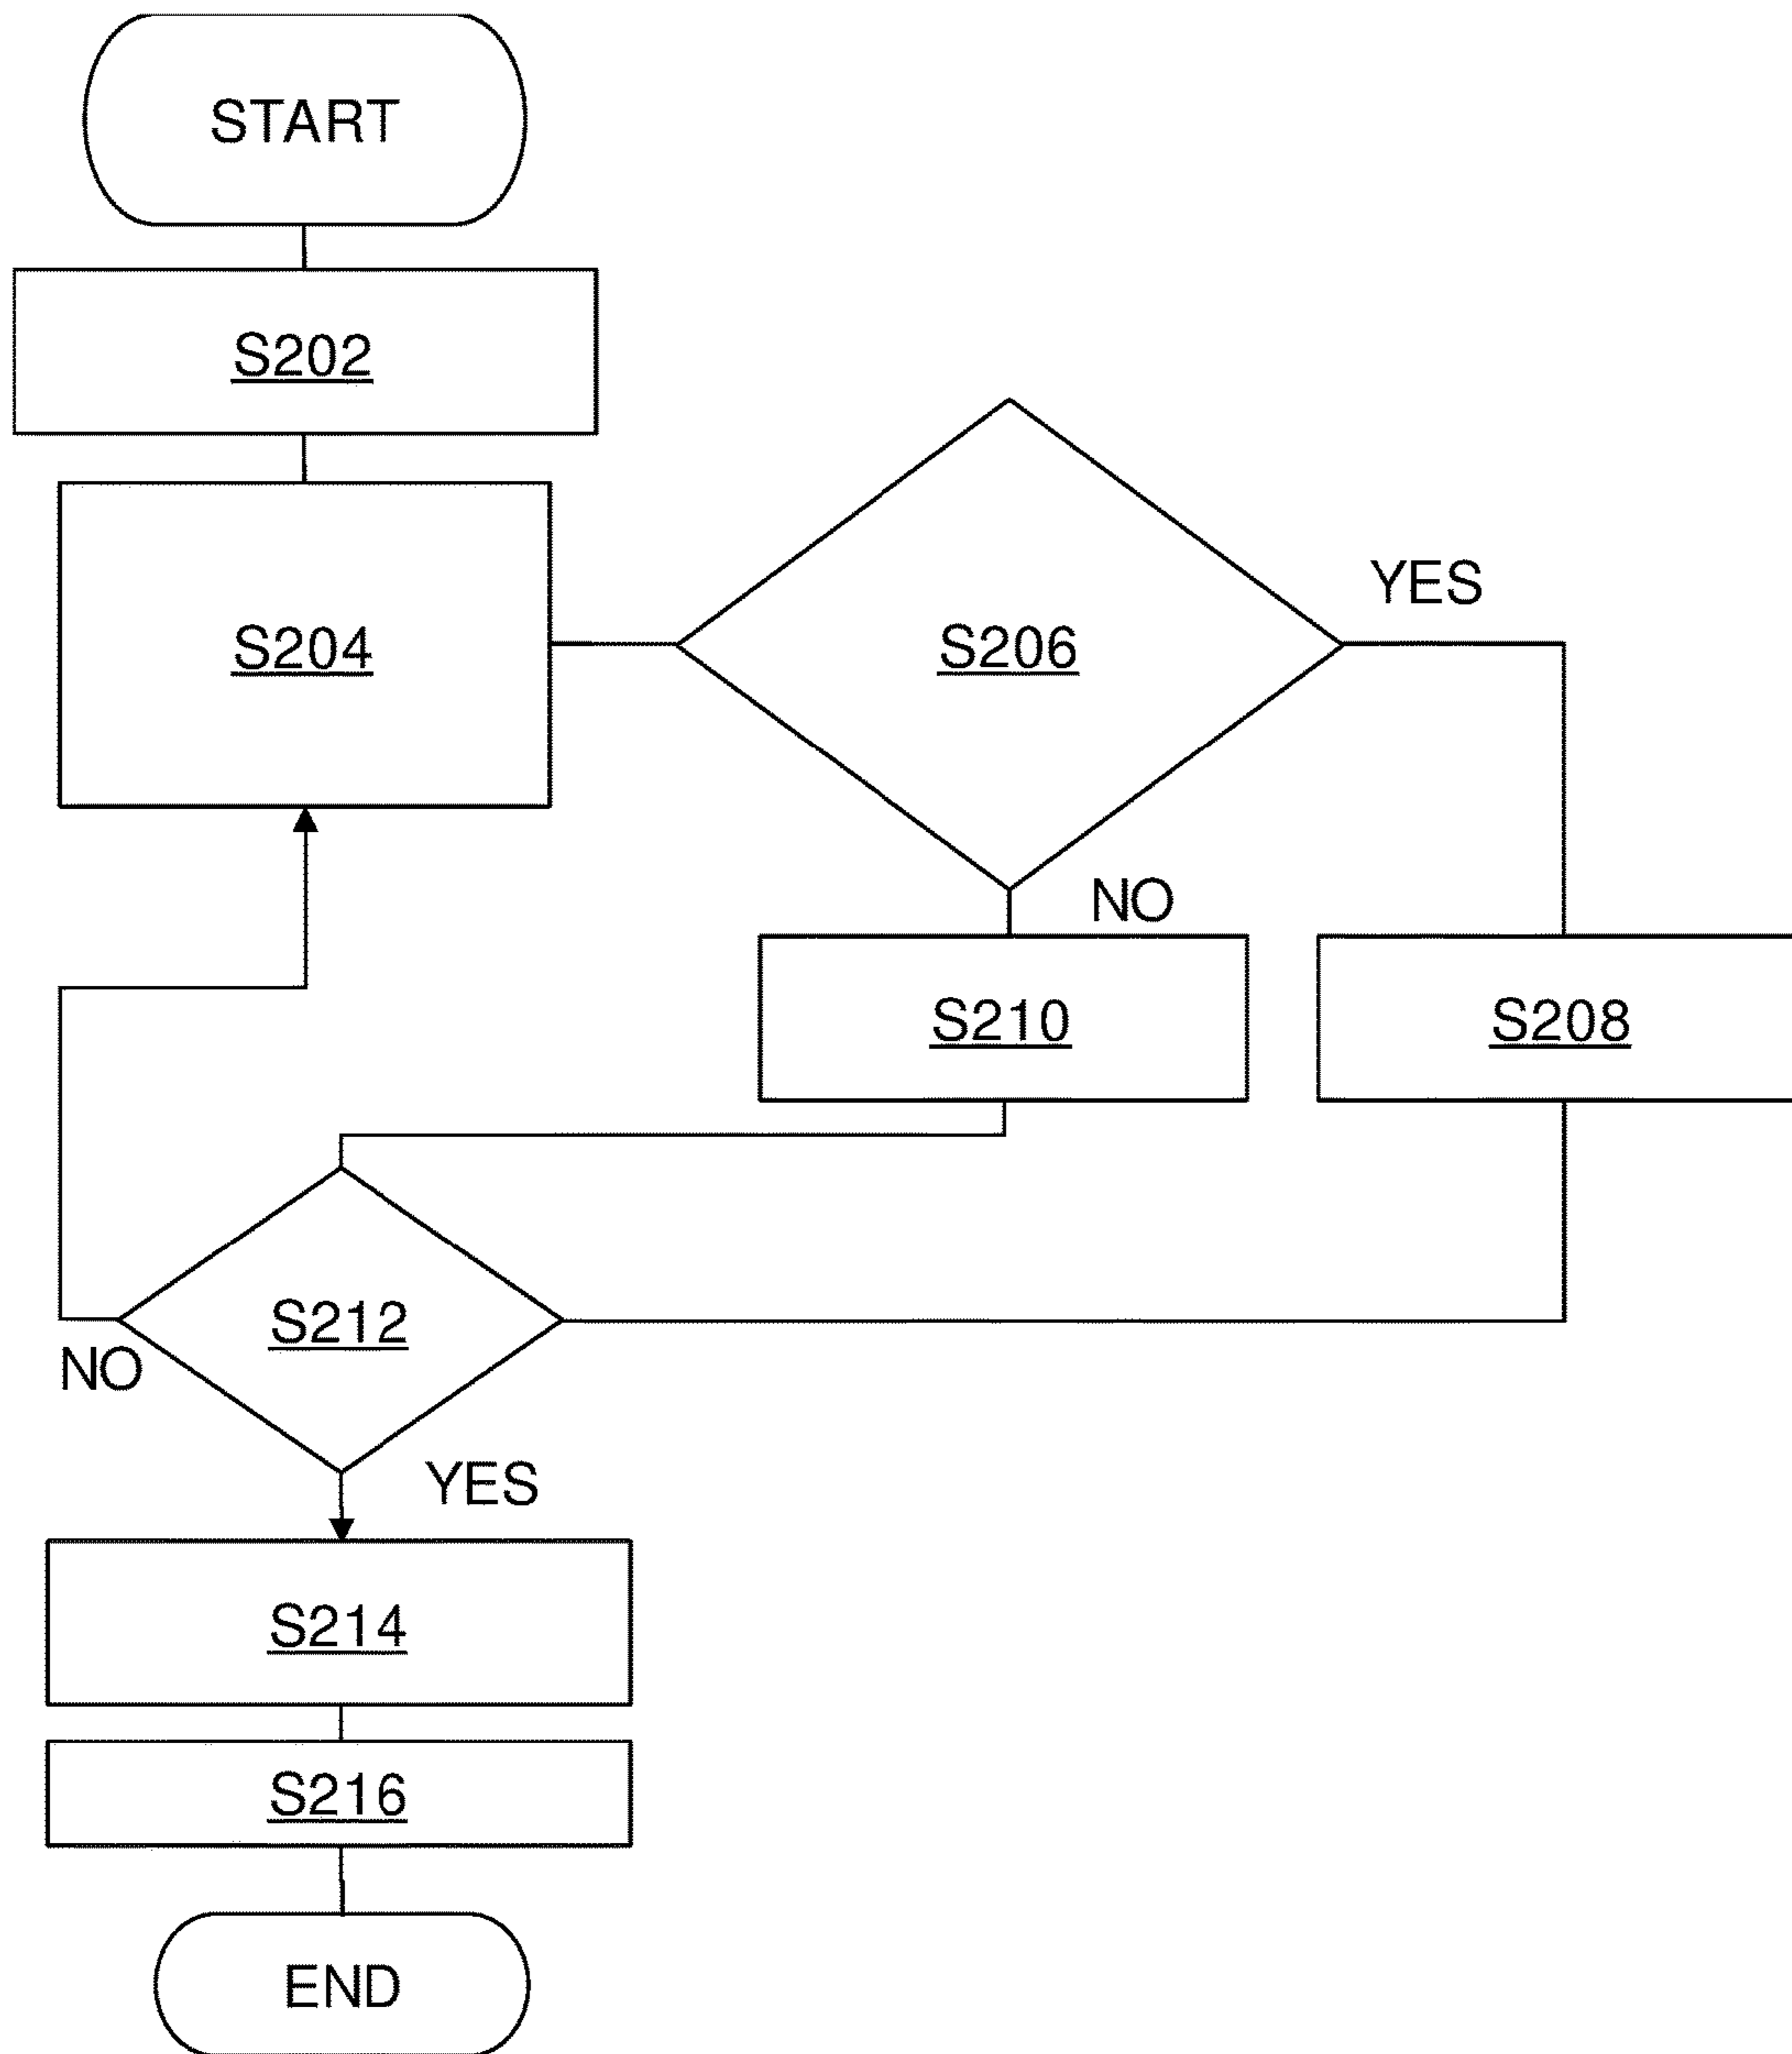 START
S202
S204
S206
YES
NO
S210
S208
S212
NO
YES
S214
S216
END